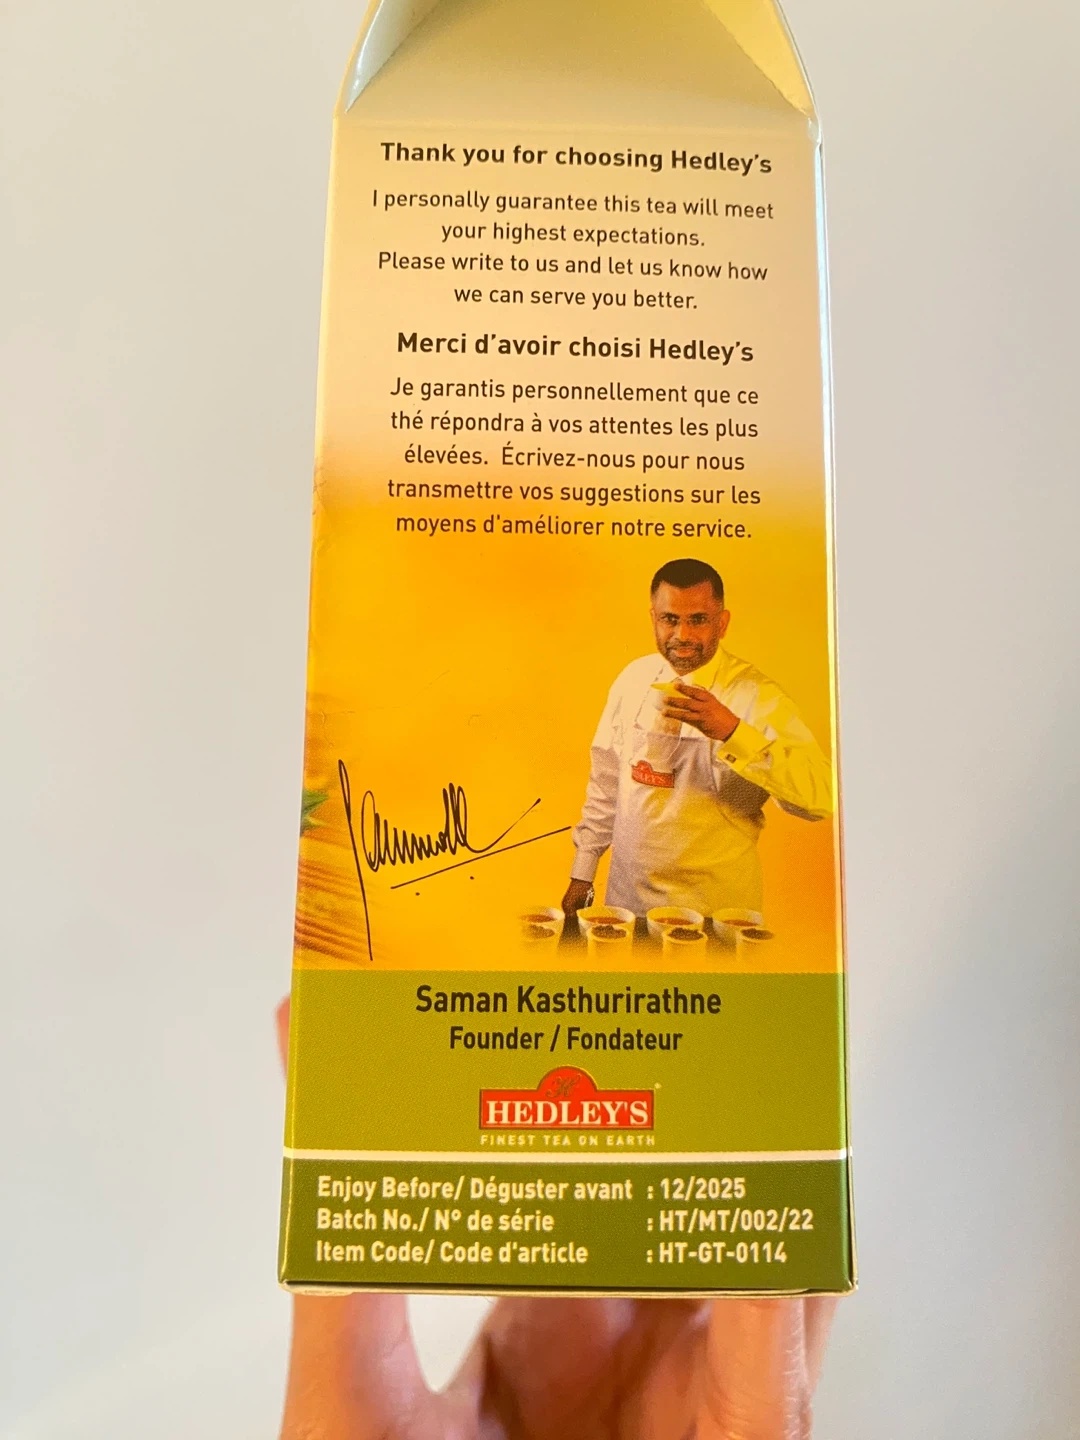 Thank you for choosing Hedley's
I personally guarantee this tea will meet
your highest expectations.
Please write to us and let us know how
we can serve you better.
Merci d'avoir choisi Hedley's
Je garantis personnellement que ce
thé répondra à vos attentes les plus
élevées. Écrivez-nous pour nous
transmettre vos suggestions sur les
moyens d'améliorer notre service.
Saman Kasthurirathne
Founder / Fondateur
HEDLEY'S
FINEST TEA ON EARTH
Enjoy Before/ Déguster avant : 12/2025
Batch No./ N° de série : HT/MT/002/22
Item Code/ Code d'article : HT-GT-0114